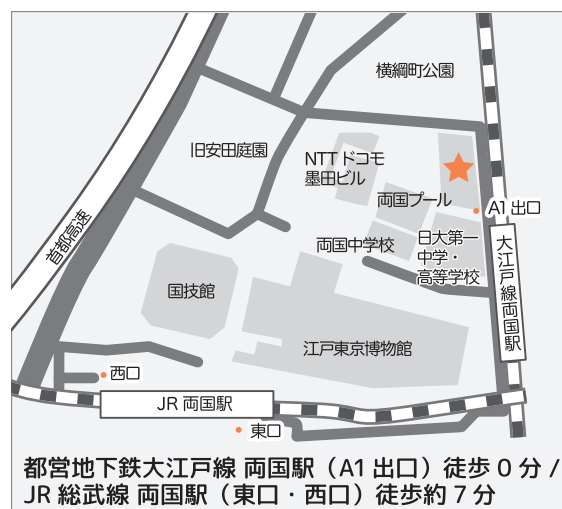 横綱町公園
旧安田庭園
NTTドコモ
墨田ビル
両国プール
A1 出口
首都高速
両国中学校
日大第一
中学・
高等学校
大江戸線両国駅
国技館
江戸東京博物館
西口
JR 両国駅
東口
都営地下鉄大江戸線 両国駅（A1 出口）徒歩 0 分 /
JR 総武線 両国駅（東口・西口）徒歩約 7 分